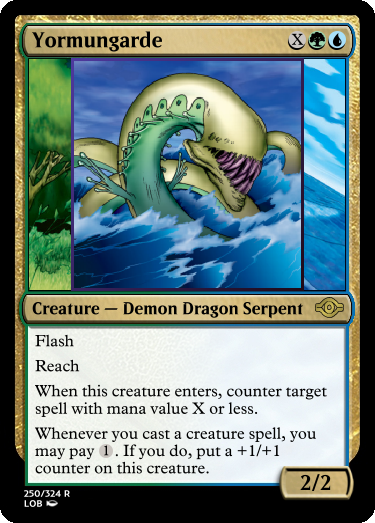 Yormungarde X
Creature — Demon Dragon Serpent
Flash
Reach
When this creature enters, counter target
spell with mana value X or less.
Whenever you cast a creature spell, you
may pay 1. If you do, put a +1/+1
counter on this creature.
2/2
250/324 R
LOB